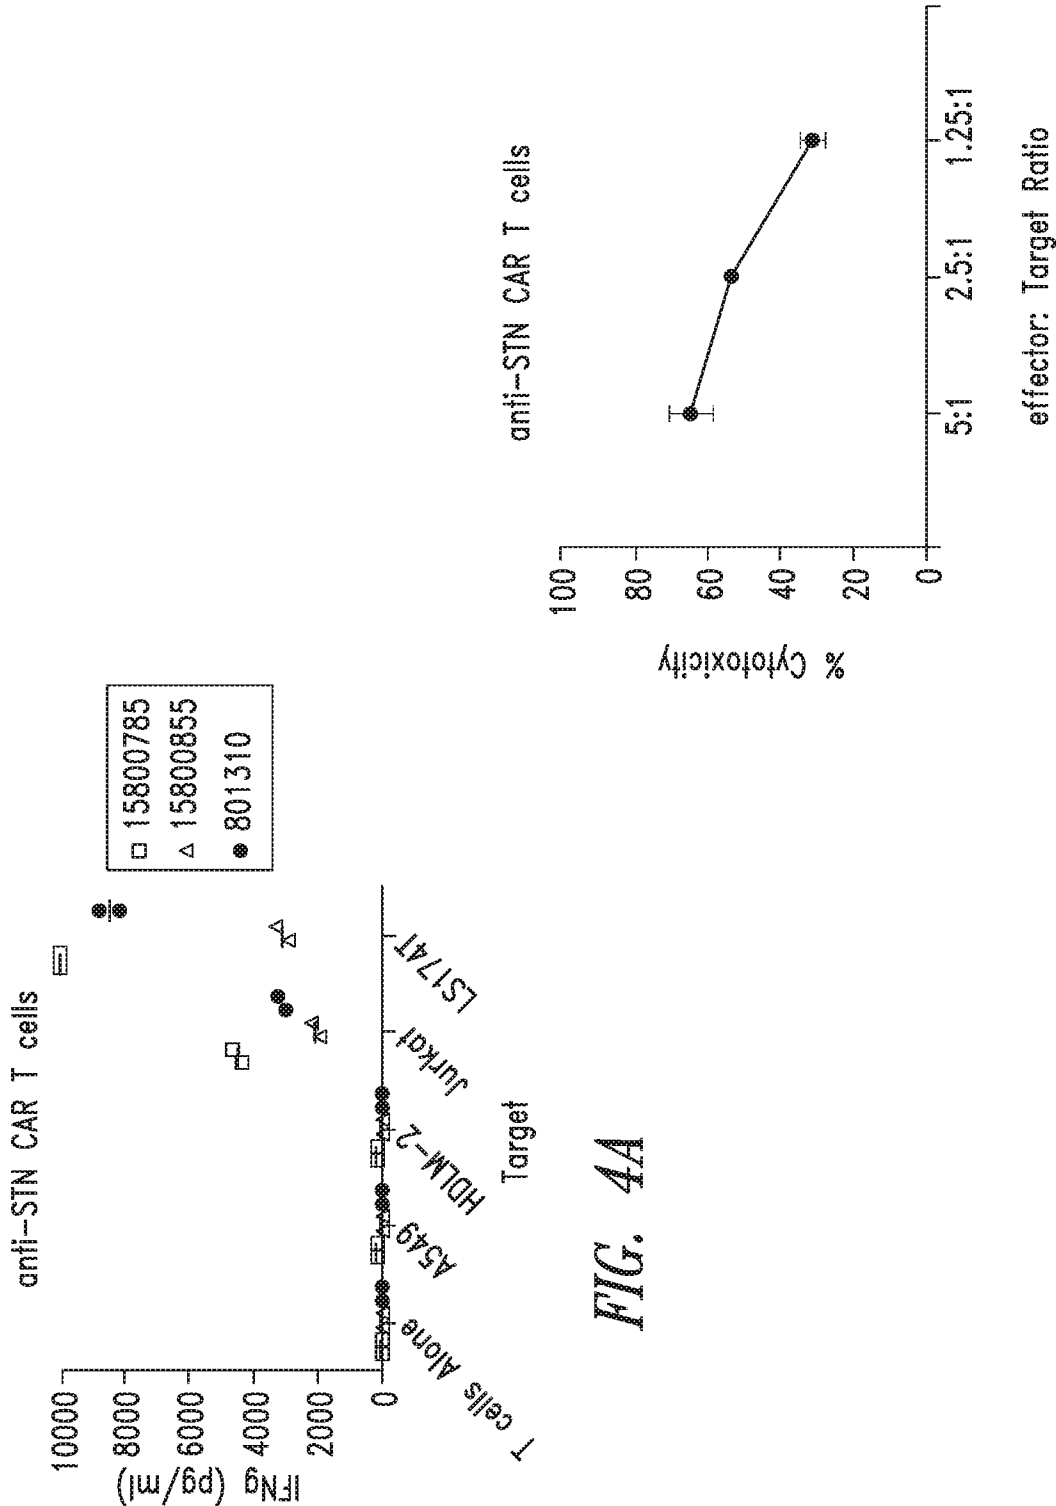 anti-STN CAR T cells
IFNg (pg/ml)
10000
8000
6000
4000
2000
0
T cells Alone
A549
HDLM-2
Jurkat
LS174T
Target
15800785
15800855
801310
FIG. 4A
anti-STN CAR T cells
% Cytotoxicity
100
80
60
40
20
0
5:1
2.5:1
1.25:1
effector: Target Ratio